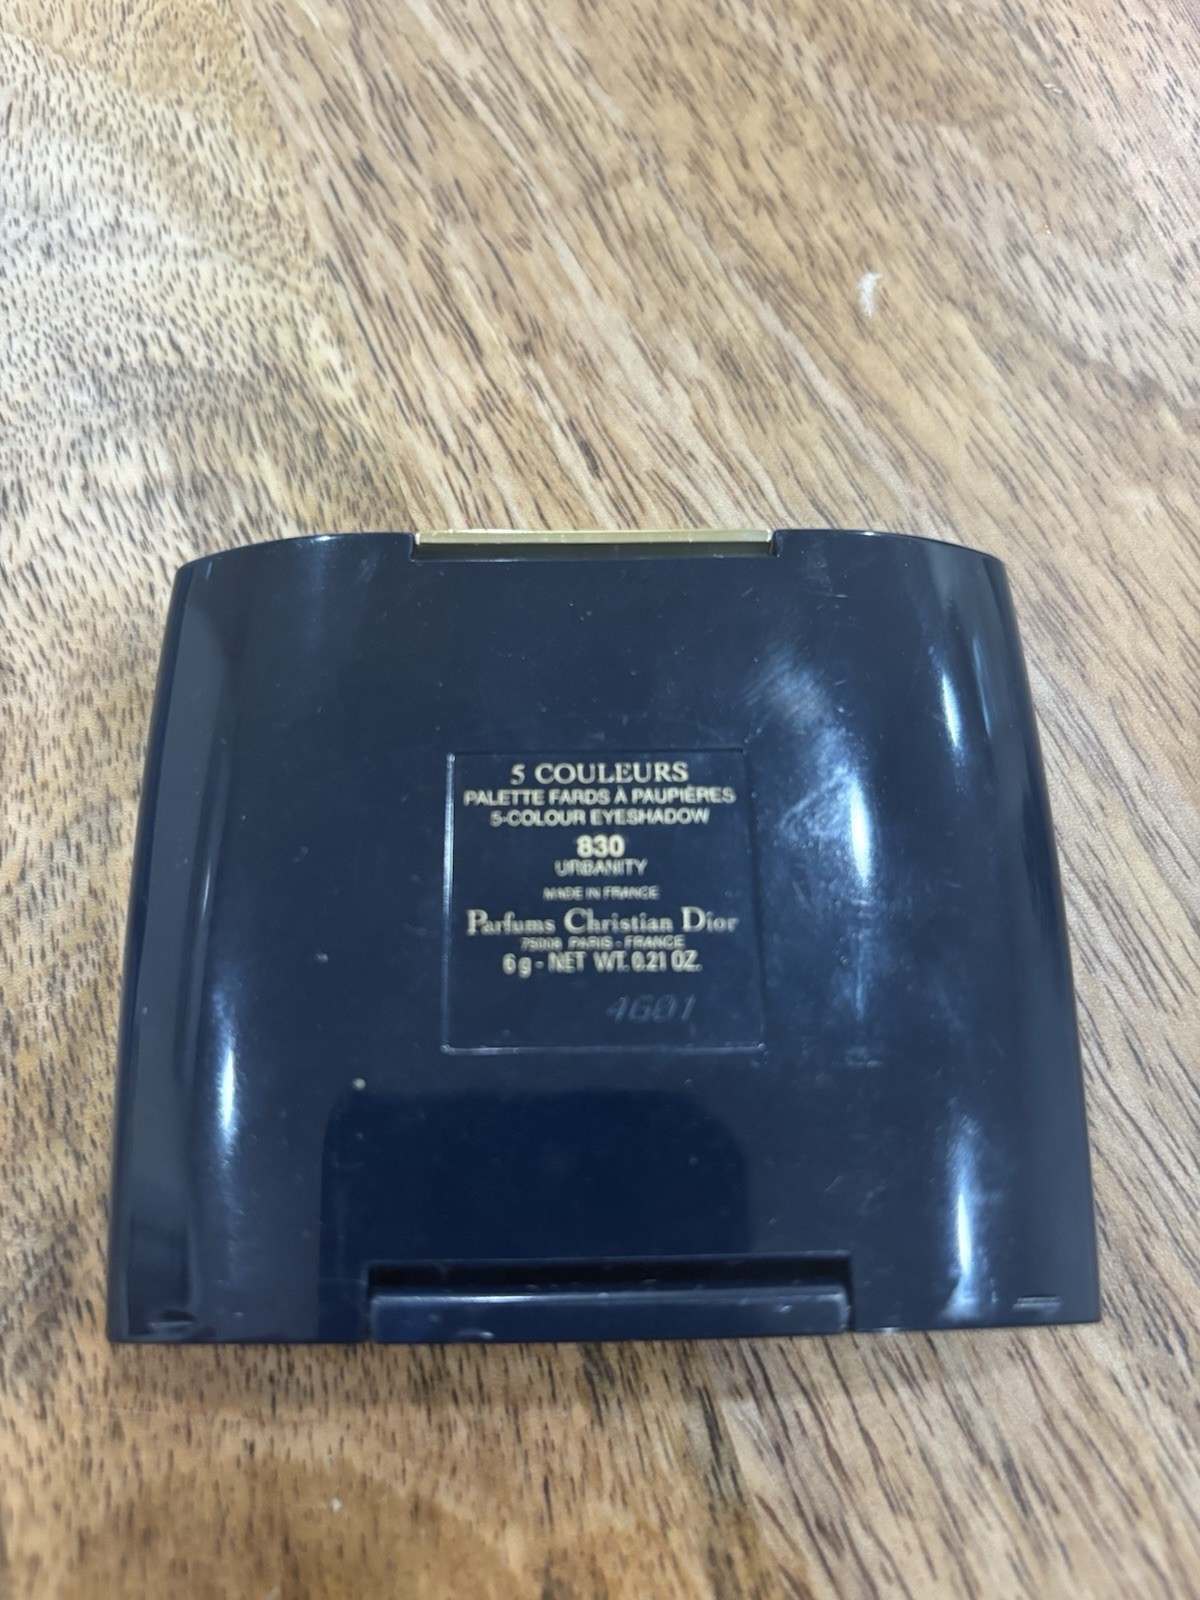 5 COULEURS
PALETTE FARDS À PAUPIÈRES
5-COLOUR EYESHADOW
830
URBANITY
MADE IN FRANCE
Parfums Christian Dior
75008 PARIS - FRANCE
6 g - NET WT. 0.21 OZ.
4G01